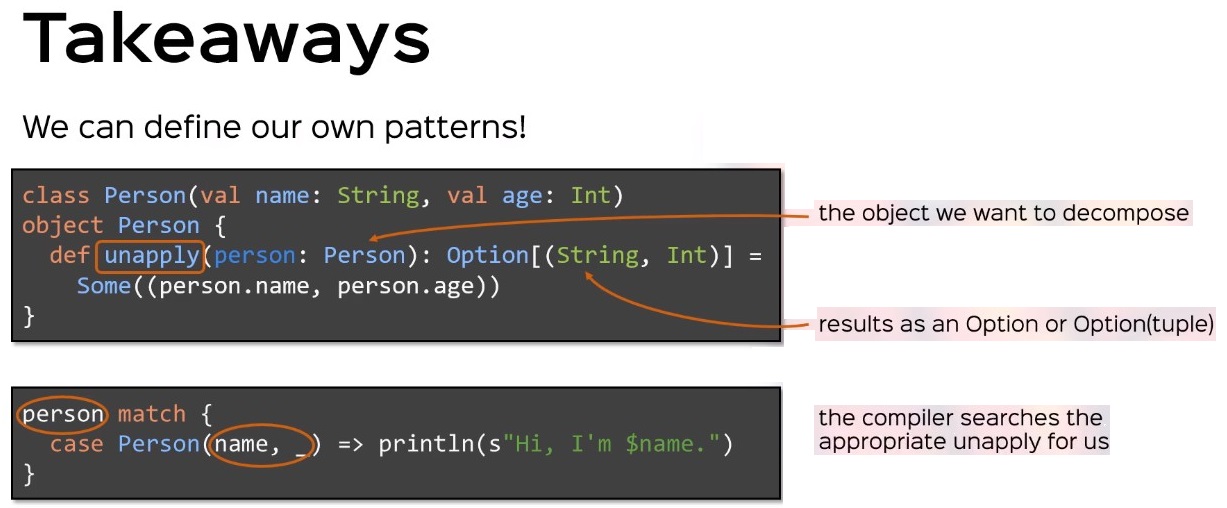 Takeaways
We can define our own patterns!
class Person(val name: String, val age: Int)
object Person {
def unapply(person: Person): Option[(String, Int)] =
Some((person.name, person.age))
}
the object we want to decompose
results as an Option or Option(tuple)
person match {
case Person(name, _) => println(s"Hi, I'm $name.")
}
the compiler searches the
appropriate unapply for us